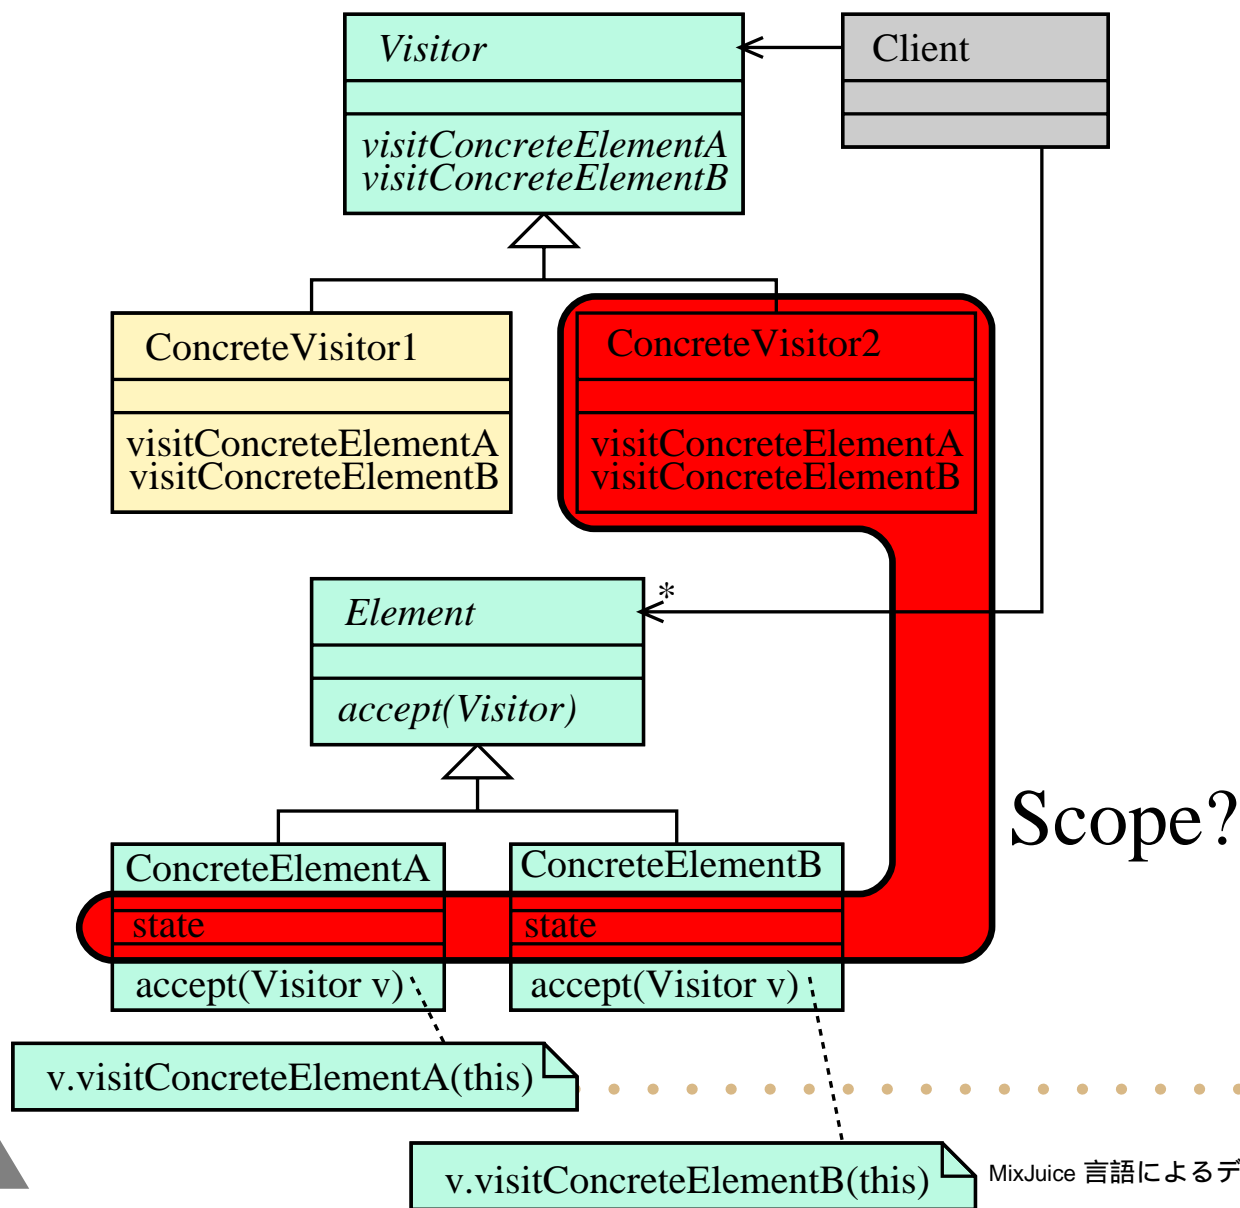 Visitor
visitConcreteElementA
visitConcreteElementB
Client
ConcreteVisitor1
visitConcreteElementA
visitConcreteElementB
ConcreteVisitor2
visitConcreteElementA
visitConcreteElementB
Element
*
accept(Visitor)
Scope?
ConcreteElementA
state
accept(Visitor v)
ConcreteElementB
state
accept(Visitor v)
v.visitConcreteElementA(this)
v.visitConcreteElementB(this)
MixJuice 言語によるデ